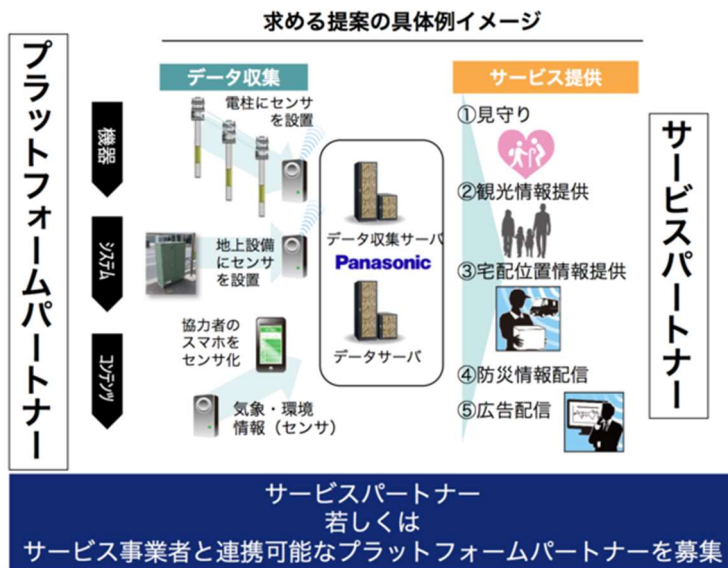 求める提案の具体例イメージ
プラットフォームパートナー
機器
システム
コンテンツ
データ収集
電柱にセンサ
を設置
地上設備
にセンサ
を設置
協力者の
スマホを
センサ化
気象・環境
情報（センサ）
データ収集サーバ
Panasonic
データサーバ
サービス提供
①見守り
②観光情報提供
③宅配位置情報提供
④防災情報配信
⑤広告配信
サービスパートナー
サービスパートナー
若しくは
サービス事業者と連携可能なプラットフォームパートナーを募集